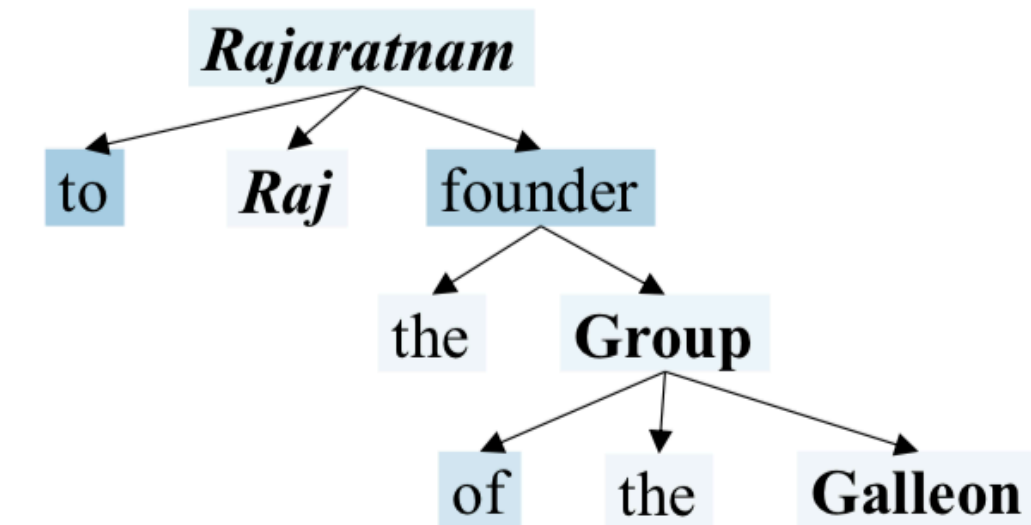 Rajaratnam
to Raj founder
the Group
of the Galleon